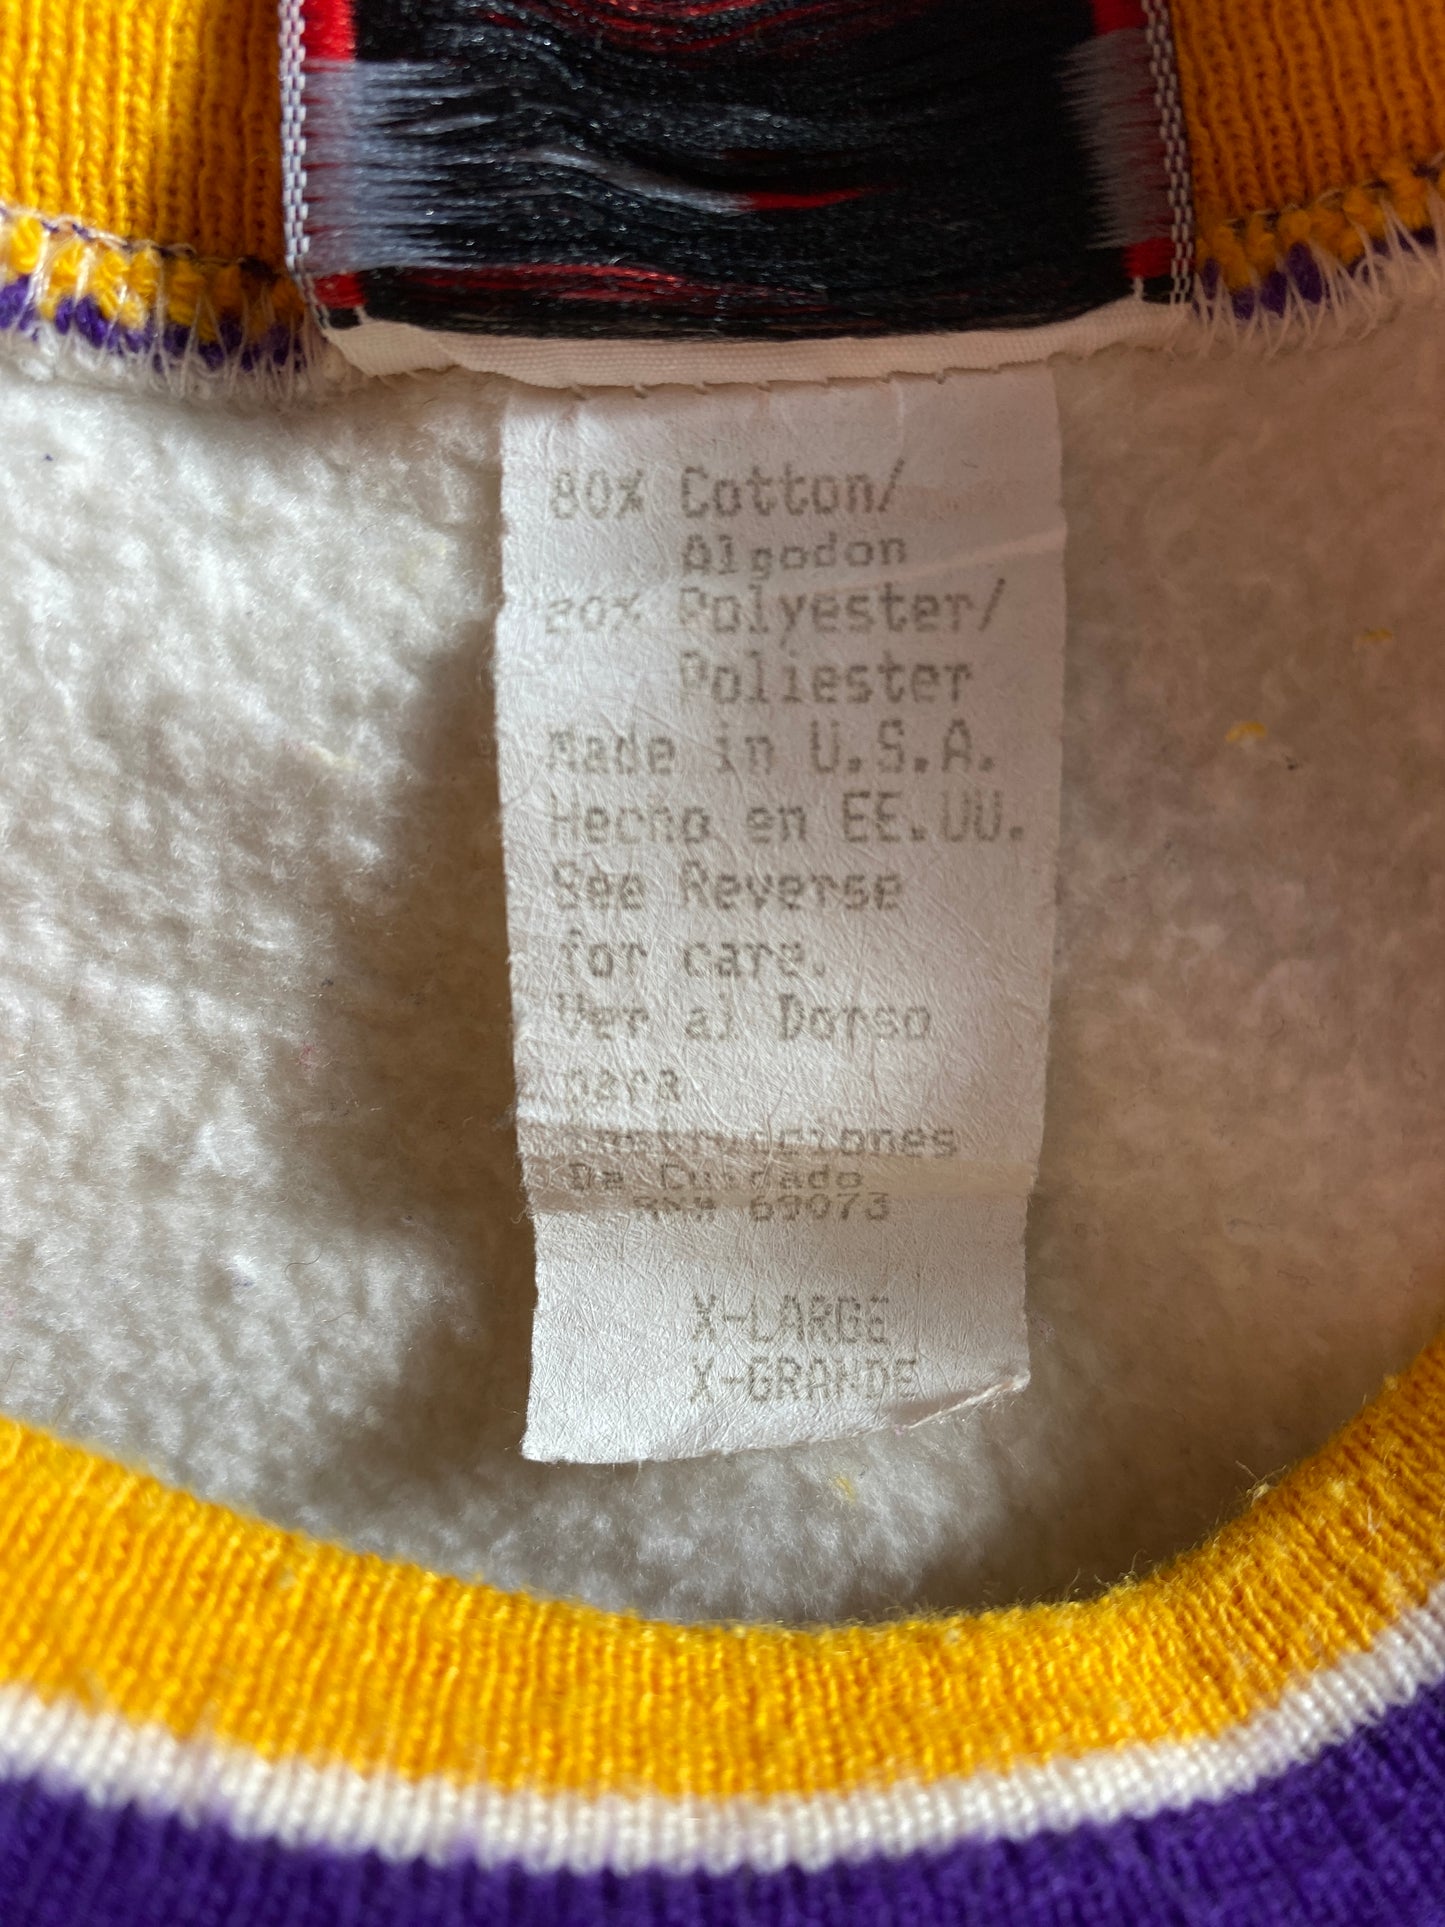 80% Cotton/
Algodon
20% Polyester/
Poliester
Made in U.S.A.
Hecho en EE.UU.
See Reverse
for care.
Ver al Dorso
para
Instrucciones
De Cuidado
RN# 69073
X-LARGE
X-GRANDE